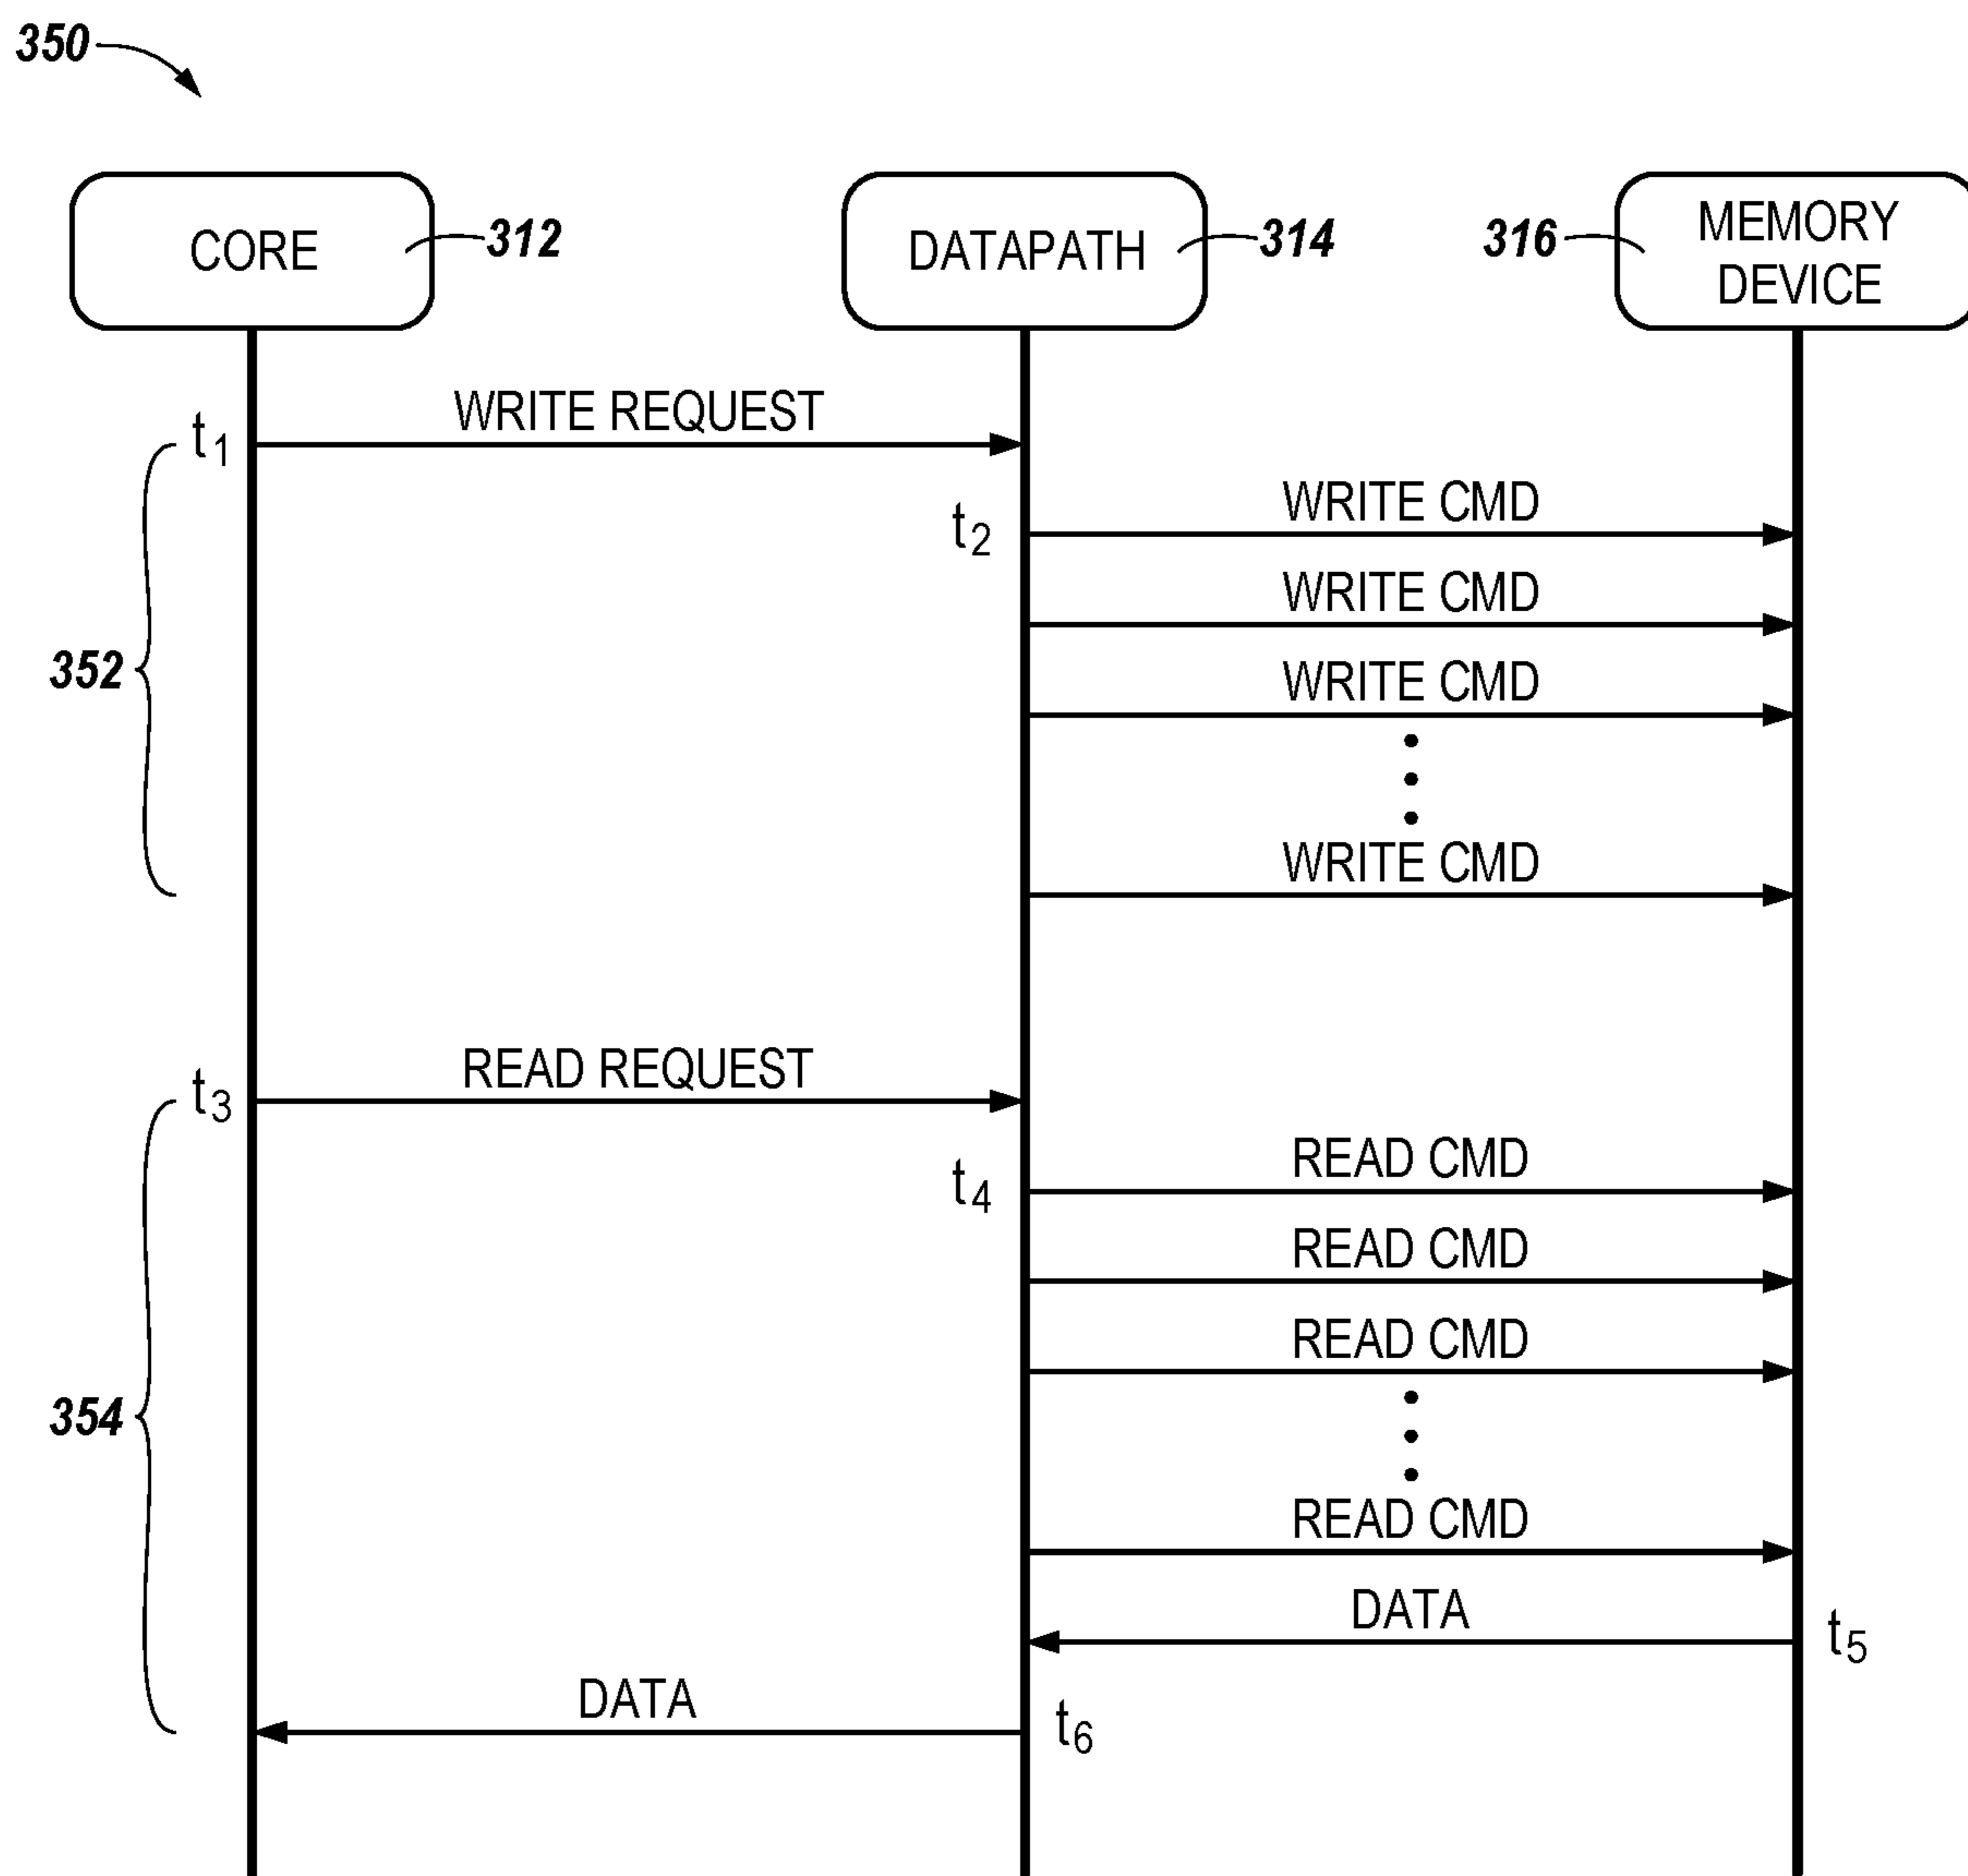 350
CORE
312
DATAPATH
314
316
MEMORY
DEVICE
WRITE REQUEST
t1
WRITE CMD
t2
WRITE CMD
WRITE CMD
352
WRITE CMD
READ REQUEST
t3
READ CMD
t4
READ CMD
READ CMD
354
READ CMD
DATA
t5
DATA
t6